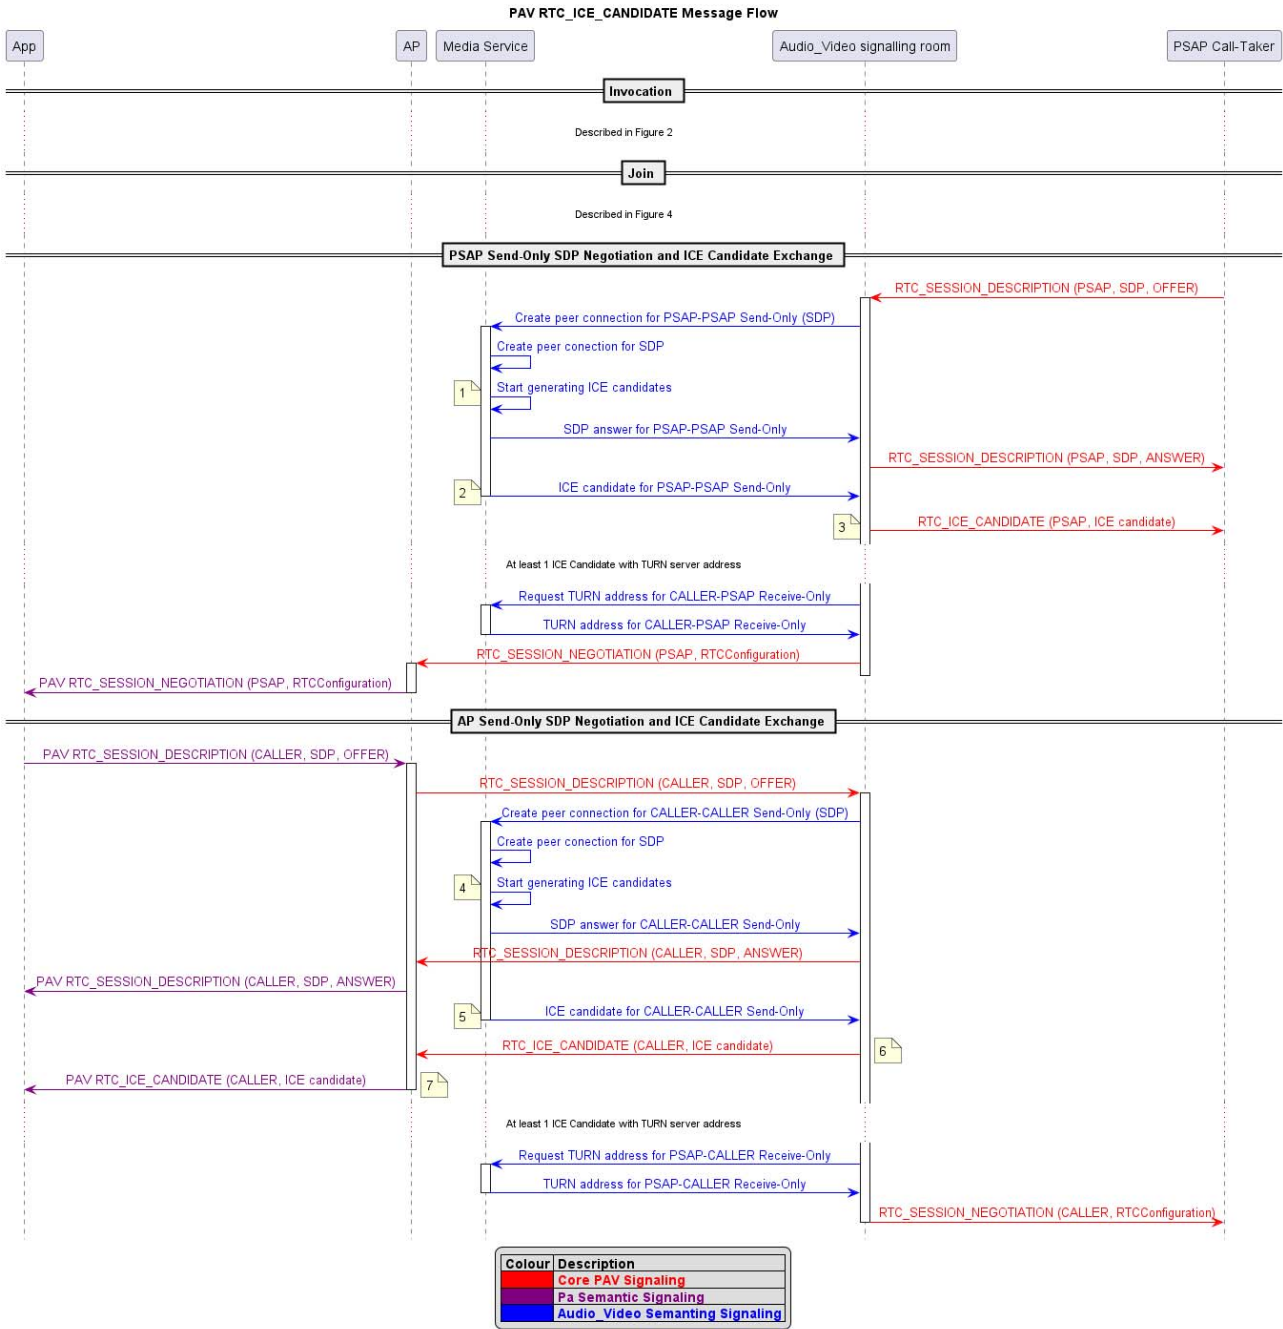 PAV RTC_ICE_CANDIDATE Message Flow
App
AP
Media Service
Audio_Video signalling room
PSAP Call-Taker
Invocation
Described in Figure 2
Join
Described in Figure 4
PSAP Send-Only SDP Negotiation and ICE Candidate Exchange
RTC_SESSION_DESCRIPTION (PSAP, SDP, OFFER)
Create peer connection for PSAP-PSAP Send-Only (SDP)
Create peer conection for SDP
1
Start generating ICE candidates
SDP answer for PSAP-PSAP Send-Only
RTC_SESSION_DESCRIPTION (PSAP, SDP, ANSWER)
2
ICE candidate for PSAP-PSAP Send-Only
3
RTC_ICE_CANDIDATE (PSAP, ICE candidate)
At least 1 ICE Candidate with TURN server address
Request TURN address for CALLER-PSAP Receive-Only
TURN address for CALLER-PSAP Receive-Only
RTC_SESSION_NEGOTIATION (PSAP, RTCConfiguration)
PAV RTC_SESSION_NEGOTIATION (PSAP, RTCConfiguration)
AP Send-Only SDP Negotiation and ICE Candidate Exchange
PAV RTC_SESSION_DESCRIPTION (CALLER, SDP, OFFER)
RTC_SESSION_DESCRIPTION (CALLER, SDP, OFFER)
Create peer connection for CALLER-CALLER Send-Only (SDP)
Create peer conection for SDP
4
Start generating ICE candidates
SDP answer for CALLER-CALLER Send-Only
RTC_SESSION_DESCRIPTION (CALLER, SDP, ANSWER)
PAV RTC_SESSION_DESCRIPTION (CALLER, SDP, ANSWER)
5
ICE candidate for CALLER-CALLER Send-Only
RTC_ICE_CANDIDATE (CALLER, ICE candidate)
6
PAV RTC_ICE_CANDIDATE (CALLER, ICE candidate)
7
At least 1 ICE Candidate with TURN server address
Request TURN address for PSAP-CALLER Receive-Only
TURN address for PSAP-CALLER Receive-Only
RTC_SESSION_NEGOTIATION (CALLER, RTCConfiguration)
Colour Description
Core PAV Signaling
Pa Semantic Signaling
Audio_Video Semanting Signaling